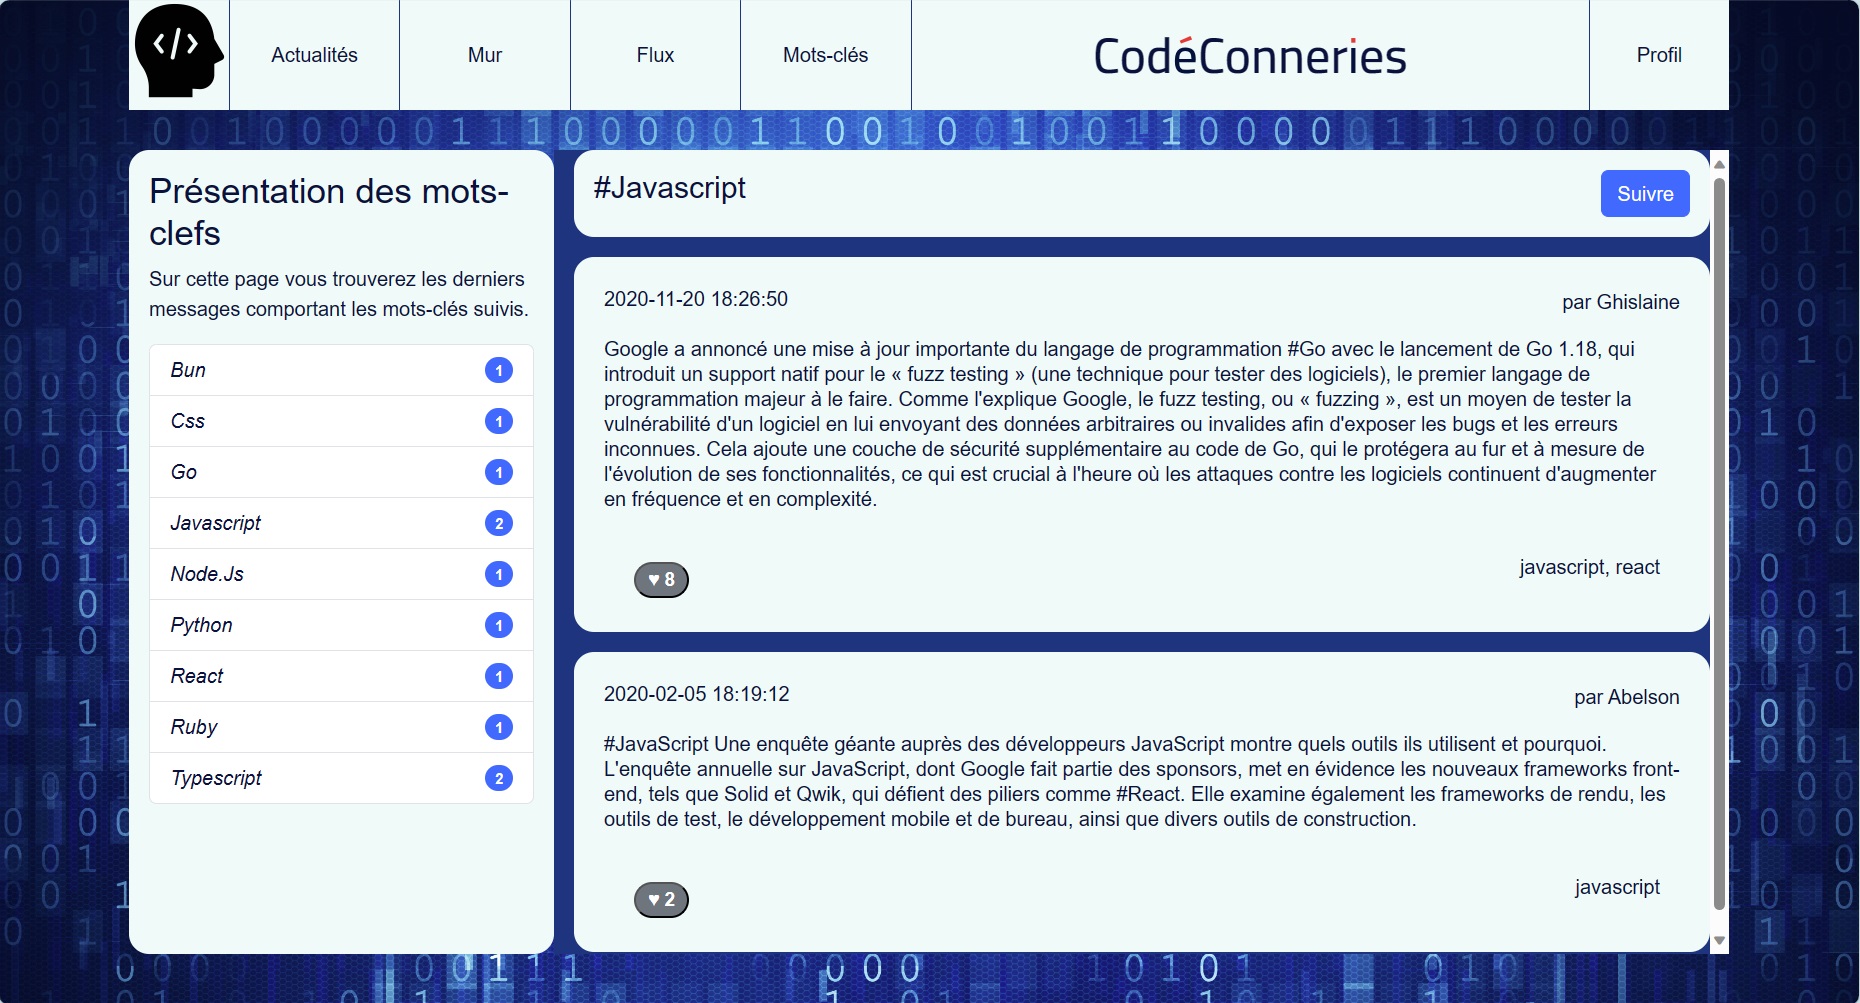 </>
Actualités
Mur
Flux
Mots-clés
CodéConneries
Profil
Présentation des mots-
clefs
Sur cette page vous trouverez les derniers
messages comportant les mots-clés suivis.
Bun 1
Css 1
Go 1
Javascript 2
Node.Js 1
Python 1
React 1
Ruby 1
Typescript 2
#Javascript
Suivre
2020-11-20 18:26:50
par Ghislaine
Google a annoncé une mise à jour importante du langage de programmation #Go avec le lancement de Go 1.18, qui
introduit un support natif pour le « fuzz testing » (une technique pour tester des logiciels), le premier langage de
programmation majeur à le faire. Comme l'explique Google, le fuzz testing, ou « fuzzing », est un moyen de tester la
vulnérabilité d'un logiciel en lui envoyant des données arbitraires ou invalides afin d'exposer les bugs et les erreurs
inconnues. Cela ajoute une couche de sécurité supplémentaire au code de Go, qui le protégera au fur et à mesure de
l'évolution de ses fonctionnalités, ce qui est crucial à l'heure où les attaques contre les logiciels continuent d'augmenter
en fréquence et en complexité.
♥ 8
javascript, react
2020-02-05 18:19:12
par Abelson
#JavaScript Une enquête géante auprès des développeurs JavaScript montre quels outils ils utilisent et pourquoi.
L'enquête annuelle sur JavaScript, dont Google fait partie des sponsors, met en évidence les nouveaux frameworks front-
end, tels que Solid et Qwik, qui défient des piliers comme #React. Elle examine également les frameworks de rendu, les
outils de test, le développement mobile et de bureau, ainsi que divers outils de construction.
♥ 2
javascript